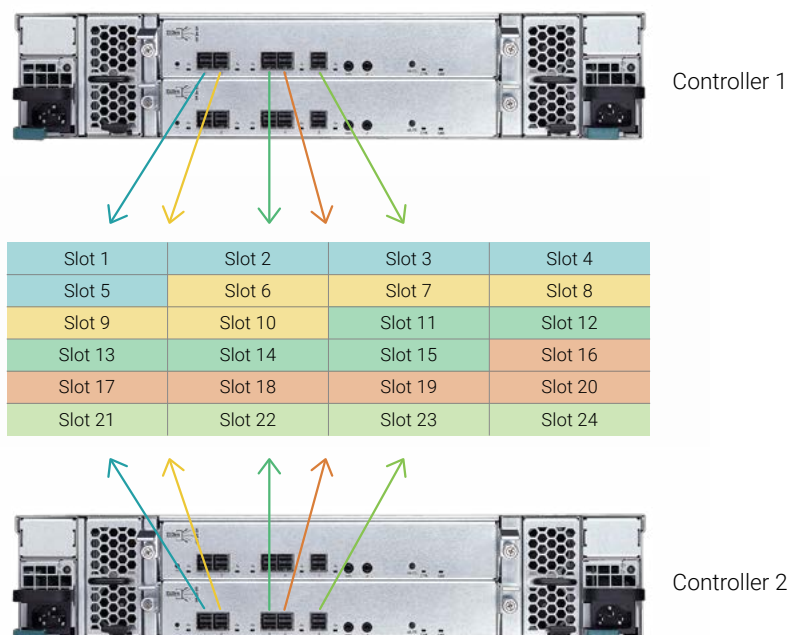 Controller 1
Slot 1 Slot 2 Slot 3 Slot 4
Slot 5 Slot 6 Slot 7 Slot 8
Slot 9 Slot 10 Slot 11 Slot 12
Slot 13 Slot 14 Slot 15 Slot 16
Slot 17 Slot 18 Slot 19 Slot 20
Slot 21 Slot 22 Slot 23 Slot 24
Controller 2